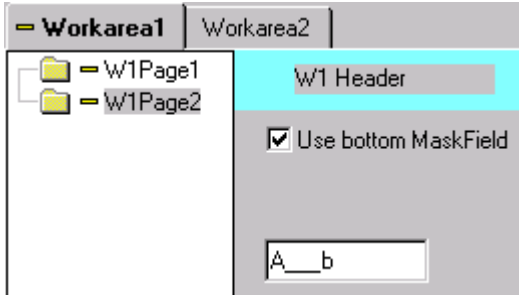 Workarea1
Workarea2
W1Page1
W1Page2
W1 Header
Use bottom MaskField
A___b